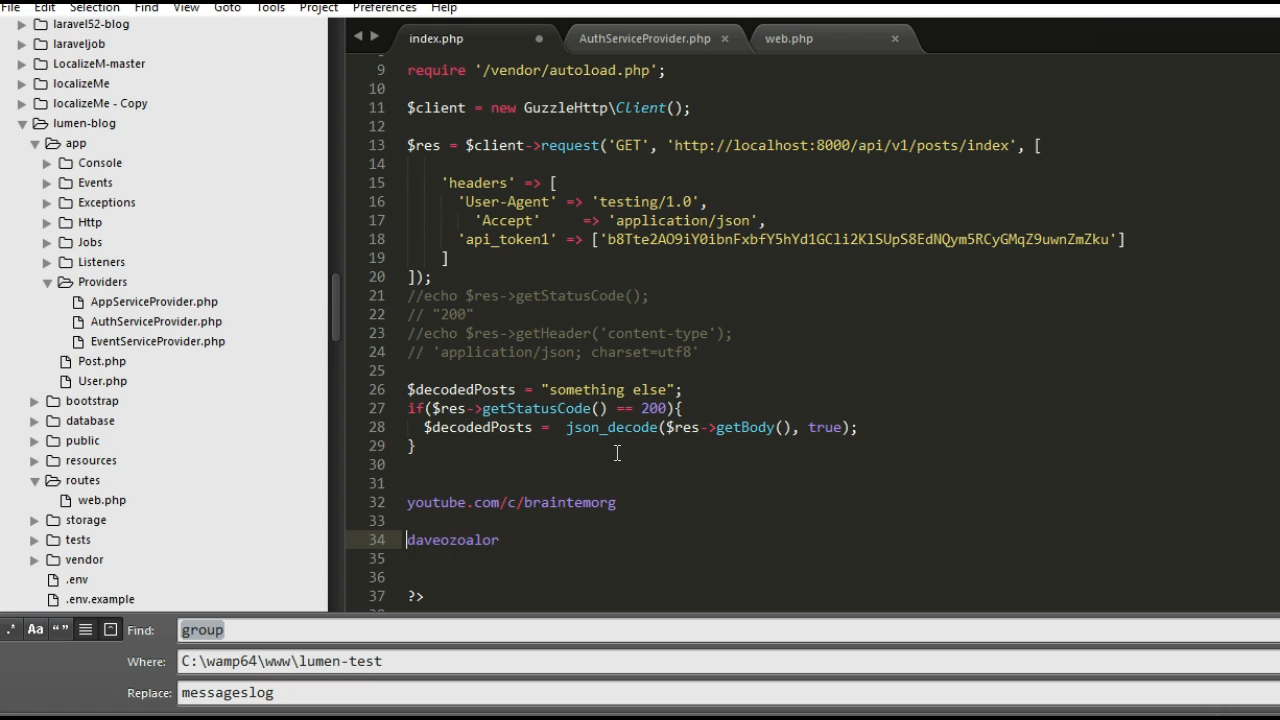 File Edit Selection Find View Goto Tools Project Preferences Help
laravel52-blog
laraveljob
LocalizeM-master
localizeMe
localizeMe - Copy
lumen-blog
app
Console
Events
Exceptions
Http
Jobs
Listeners
Providers
AppServiceProvider.php
AuthServiceProvider.php
EventServiceProvider.php
Post.php
User.php
bootstrap
database
public
resources
routes
web.php
storage
tests
vendor
.env
.env.example
index.php AuthServiceProvider.php web.php
9 require '/vendor/autoload.php';
10
11 $client = new GuzzleHttp\Client();
12
13 $res = $client->request('GET', 'http://localhost:8000/api/v1/posts/index', [
14
15 'headers' => [
16 'User-Agent' => 'testing/1.0',
17 'Accept' => 'application/json',
18 'api_token1' => ['b8Tte2AO9iY0ibnFxbfY5hYd1GCli2KlSUpS8EdNQym5RCyGMqZ9uwnZmZku']
19 ]
20 ]);
21 //echo $res->getStatusCode();
22 // "200"
23 //echo $res->getHeader('content-type');
24 // 'application/json; charset=utf8'
25
26 $decodedPosts = "something else";
27 if($res->getStatusCode() == 200){
28 $decodedPosts = json_decode($res->getBody(), true);
29 }
30
31
32 youtube.com/c/braintemorg
33
34 daveozoalor
35
36
37 ?>
.* Aa “ ” Find: group
Where: C:\wamp64\www\lumen-test
Replace: messageslog